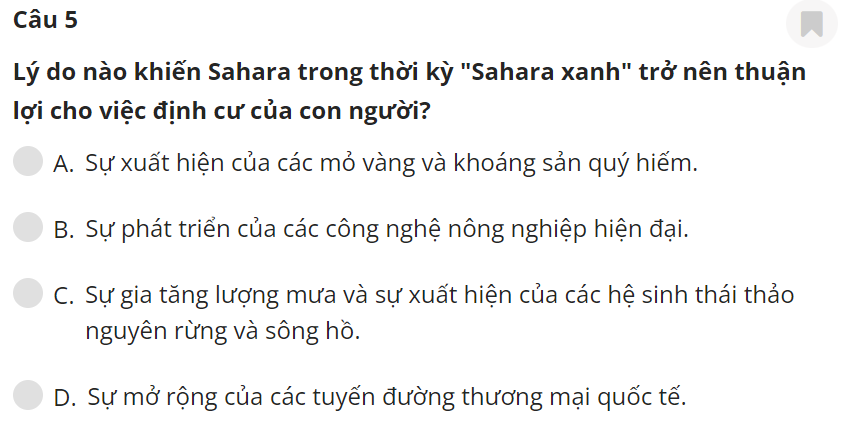 Câu 5
Lý do nào khiến Sahara trong thời kỳ "Sahara xanh" trở nên thuận
lợi cho việc định cư của con người?
A. Sự xuất hiện của các mỏ vàng và khoáng sản quý hiếm.
B. Sự phát triển của các công nghệ nông nghiệp hiện đại.
C. Sự gia tăng lượng mưa và sự xuất hiện của các hệ sinh thái thảo
nguyên rừng và sông hồ.
D. Sự mở rộng của các tuyến đường thương mại quốc tế.